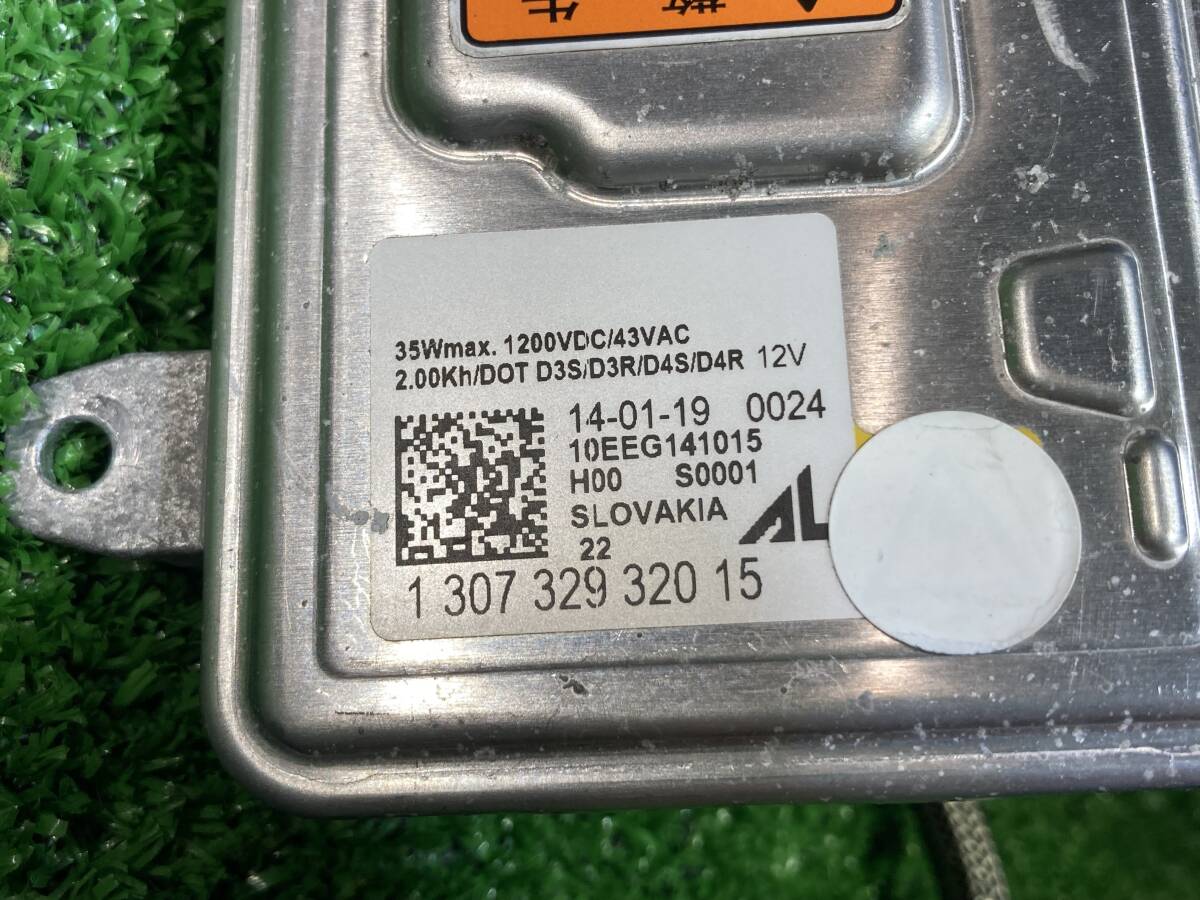 35Wmax. 1200VDC/43VAC
2.00Kh/DOT D3S/D3R/D4S/D4R 12V
14-01-19 0024
10EEG141015
H00 S0001
SLOVAKIA
AL
22
1 307 329 320 15